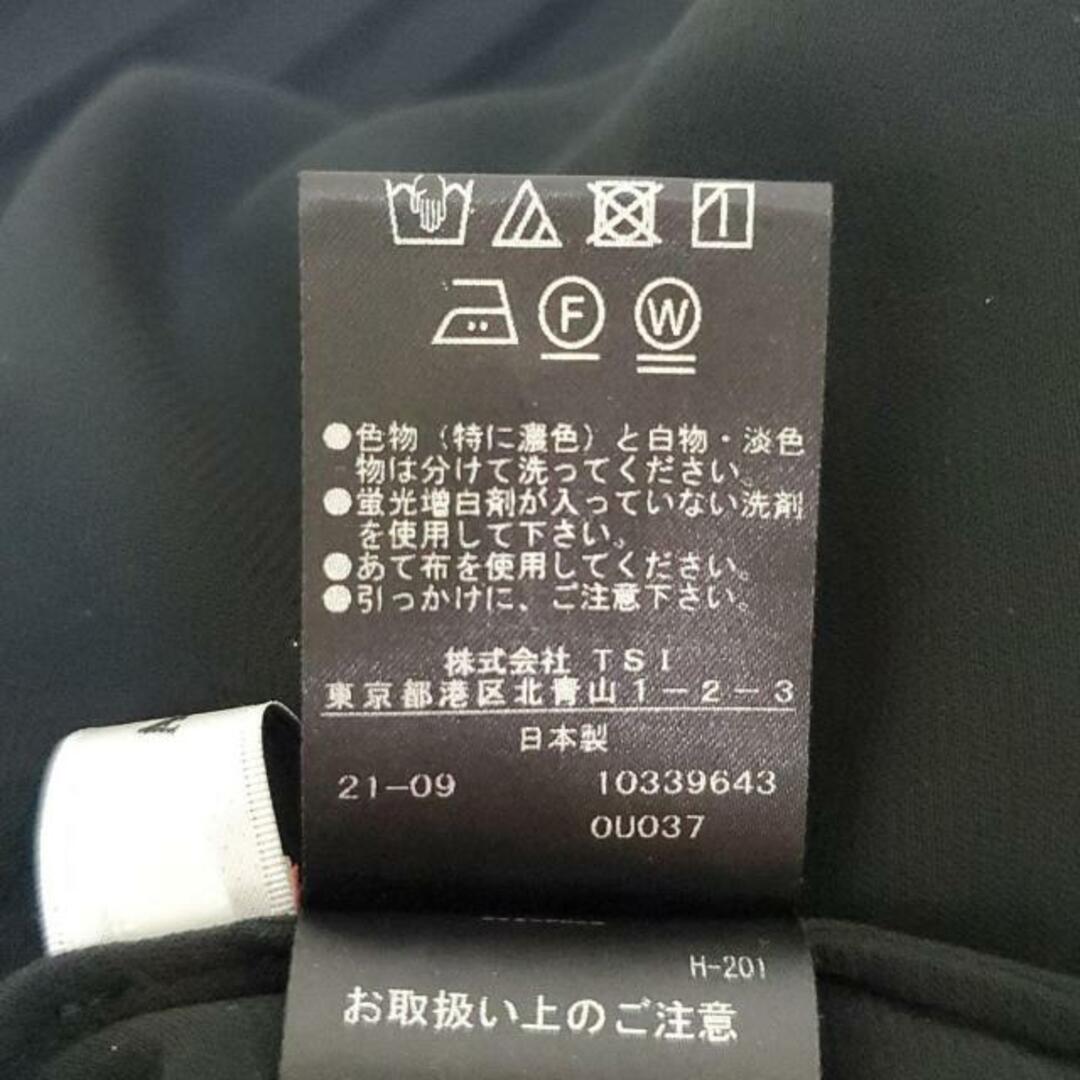 F W
●色物(特に濃色)と白物・淡色
物は分けて洗ってください。
●蛍光増白剤が入っていない洗剤
を使用して下さい。
●あて布を使用してください。
●引っかけに、ご注意下さい。
株式会社 TSI
東京都港区北青山1-2-3
日本製
21-09 10339643
0U037
H-201
お取扱い上のご注意